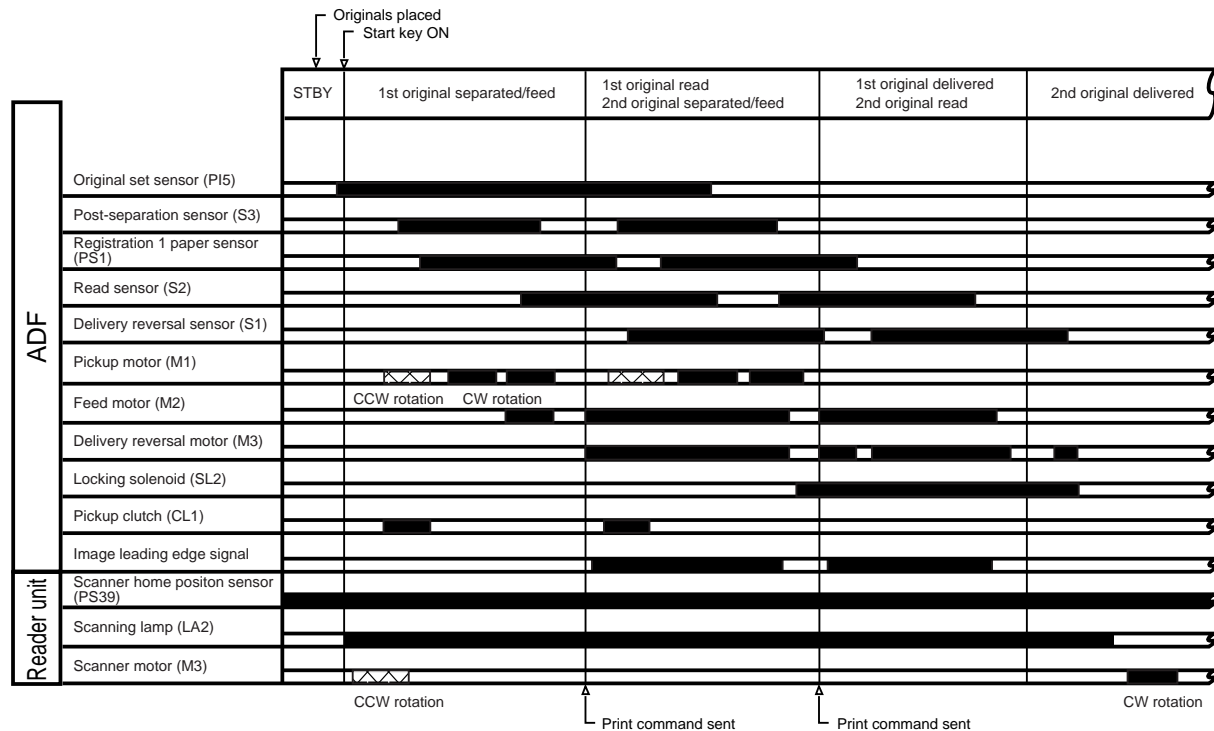 Originals placed
Start key ON
STBY
1st original separated/feed
1st original read
2nd original separated/feed
1st original delivered
2nd original read
2nd original delivered
ADF
Original set sensor (PI5)
Post-separation sensor (S3)
Registration 1 paper sensor
(PS1)
Read sensor (S2)
Delivery reversal sensor (S1)
Pickup motor (M1)
CCW rotation
CW rotation
Feed motor (M2)
Delivery reversal motor (M3)
Locking solenoid (SL2)
Pickup clutch (CL1)
Image leading edge signal
Reader unit
Scanner home positon sensor
(PS39)
Scanning lamp (LA2)
Scanner motor (M3)
CCW rotation
CW rotation
Print command sent
Print command sent